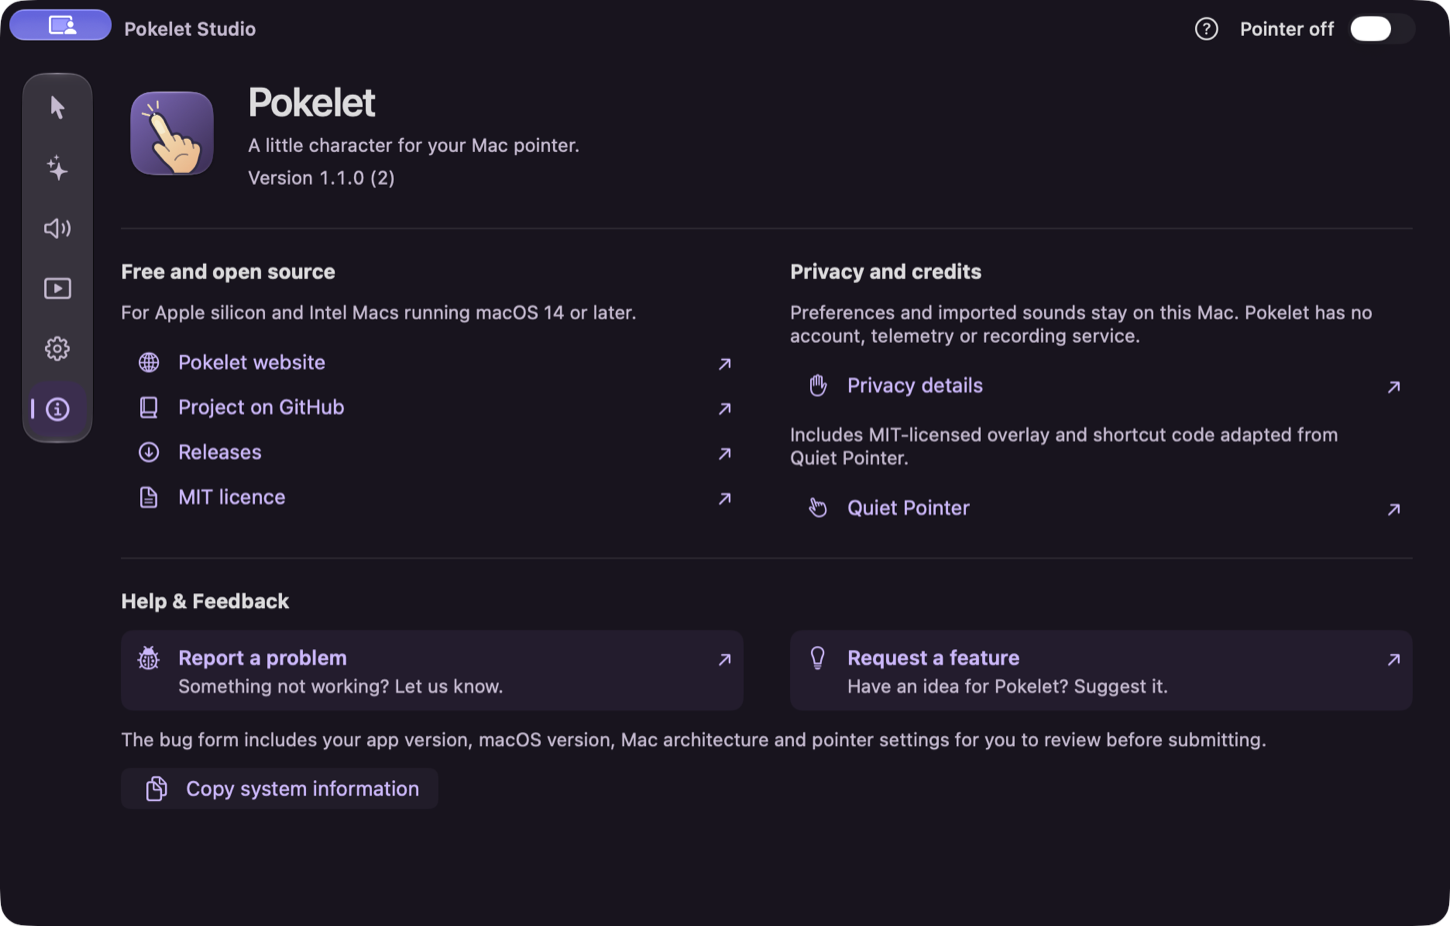 Pokelet Studio
Pointer off
Pokelet
A little character for your Mac pointer.
Version 1.1.0 (2)
Free and open source
For Apple silicon and Intel Macs running macOS 14 or later.
Pokelet website
Project on GitHub
Releases
MIT licence
Privacy and credits
Preferences and imported sounds stay on this Mac. Pokelet has no
account, telemetry or recording service.
Privacy details
Includes MIT-licensed overlay and shortcut code adapted from
Quiet Pointer.
Quiet Pointer
Help & Feedback
Report a problem
Something not working? Let us know.
Request a feature
Have an idea for Pokelet? Suggest it.
The bug form includes your app version, macOS version, Mac architecture and pointer settings for you to review before submitting.
Copy system information